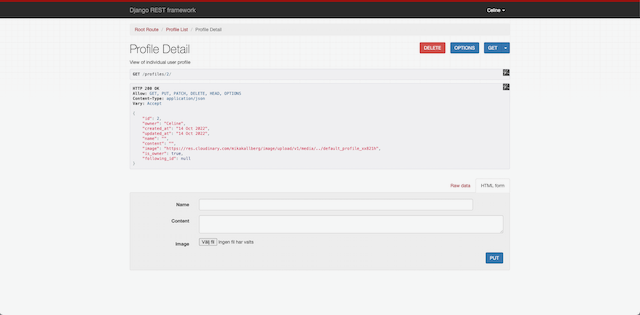 Django REST framework
Celine
Root Route / Profile List / Profile Detail
Profile Detail
DELETE OPTIONS GET
View of individual user profile
GET /profiles/2/
HTTP 200 OK
Allow: GET, PUT, PATCH, DELETE, HEAD, OPTIONS
Content-Type: application/json
Vary: Accept
{
"id": 2,
"owner": "Celine",
"created_at": "14 Oct 2022",
"updated_at": "14 Oct 2022",
"name": "",
"content": "",
"image": "https://res.cloudinary.com/mikakallberg/image/upload/v1/media/../
"is_owner": true,
"following_id": null
}
Raw data HTML form
Name
Content
Image Välj fil Ingen fil har valts
PUT